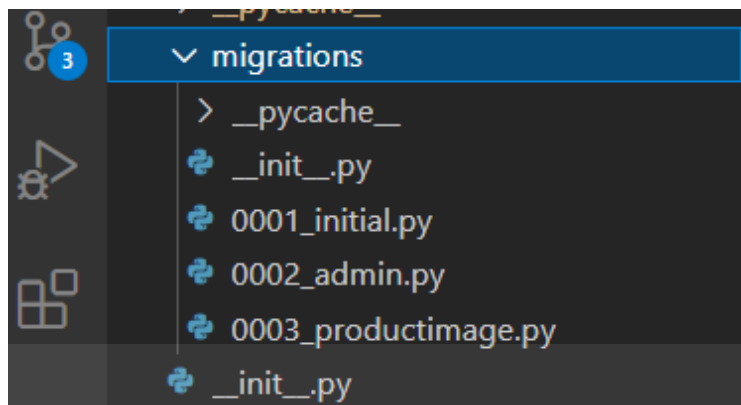 __pycache__
3
migrations
__pycache__
__init__.py
0001_initial.py
0002_admin.py
0003_productimage.py
__init__.py